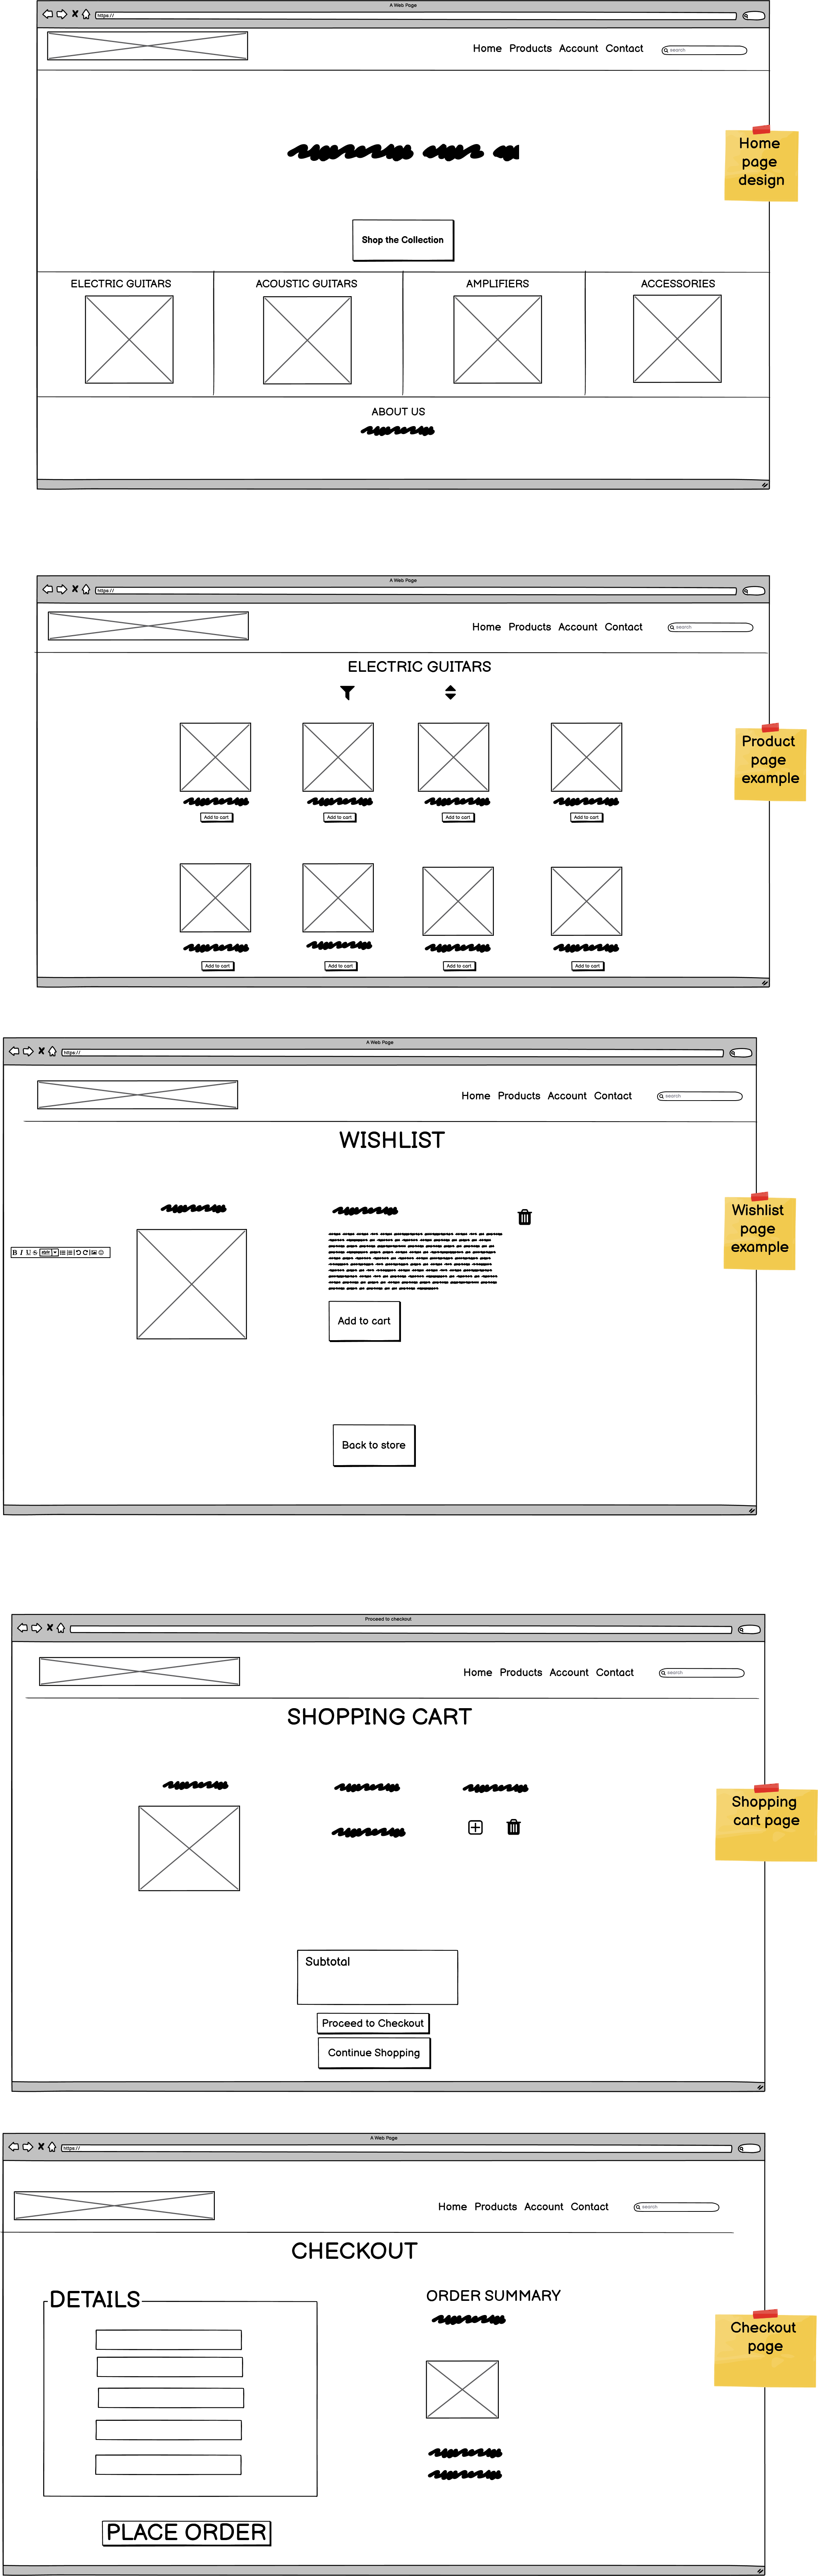 A Web Page
https://
Home Products Account Contact
search
Home
page
design
Shop the Collection
ELECTRIC GUITARS
ACOUSTIC GUITARS
AMPLIFIERS
ACCESSORIES
ABOUT US
A Web Page
https://
Home Products Account Contact
search
ELECTRIC GUITARS
Product
page
example
Add to cart
Add to cart
Add to cart
Add to cart
Add to cart
Add to cart
Add to cart
Add to cart
A Web Page
https://
Home Products Account Contact
search
WISHLIST
Wishlist
page
example
B I U S
Add to cart
Back to store
Proceed to checkout
Home Products Account Contact
search
SHOPPING CART
Shopping
cart page
Subtotal
Proceed to Checkout
Continue Shopping
A Web Page
https://
Home Products Account Contact
search
CHECKOUT
DETAILS
ORDER SUMMARY
Checkout
page
PLACE ORDER